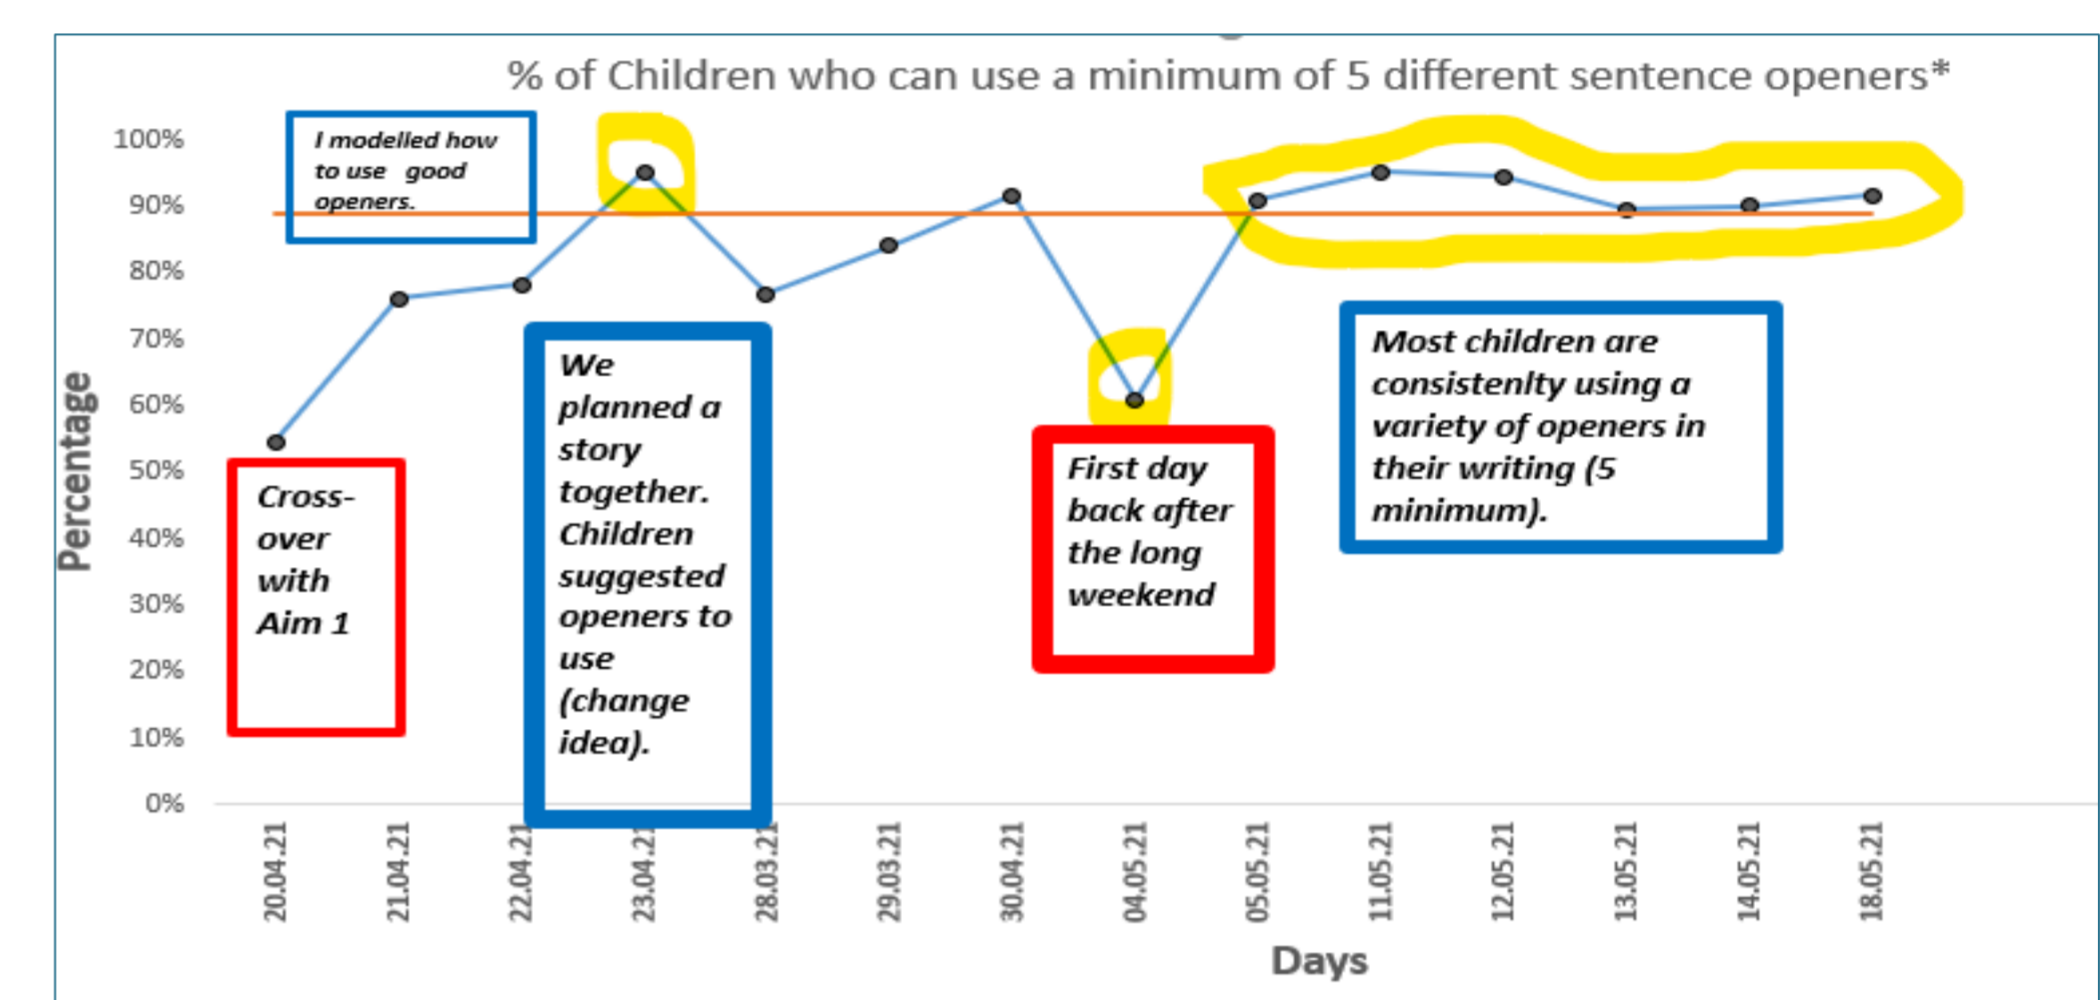 % of Children who can use a minimum of 5 different sentence openers*
100%
90%
80%
70%
60%
50%
40%
30%
20%
10%
0%
Percentage
I modelled how
to use good
openers.
Cross-
over
with
Aim 1
We
planned a
story
together.
Children
suggested
openers to
use
(change
idea).
First day
back after
the long
weekend
Most children are
consistenlty using a
variety of openers in
their writing (5
minimum).
20.04.21
21.04.21
22.04.21
23.04.21
28.03.21
29.03.21
30.04.21
04.05.21
05.05.21
11.05.21
12.05.21
13.05.21
14.05.21
18.05.21
Days